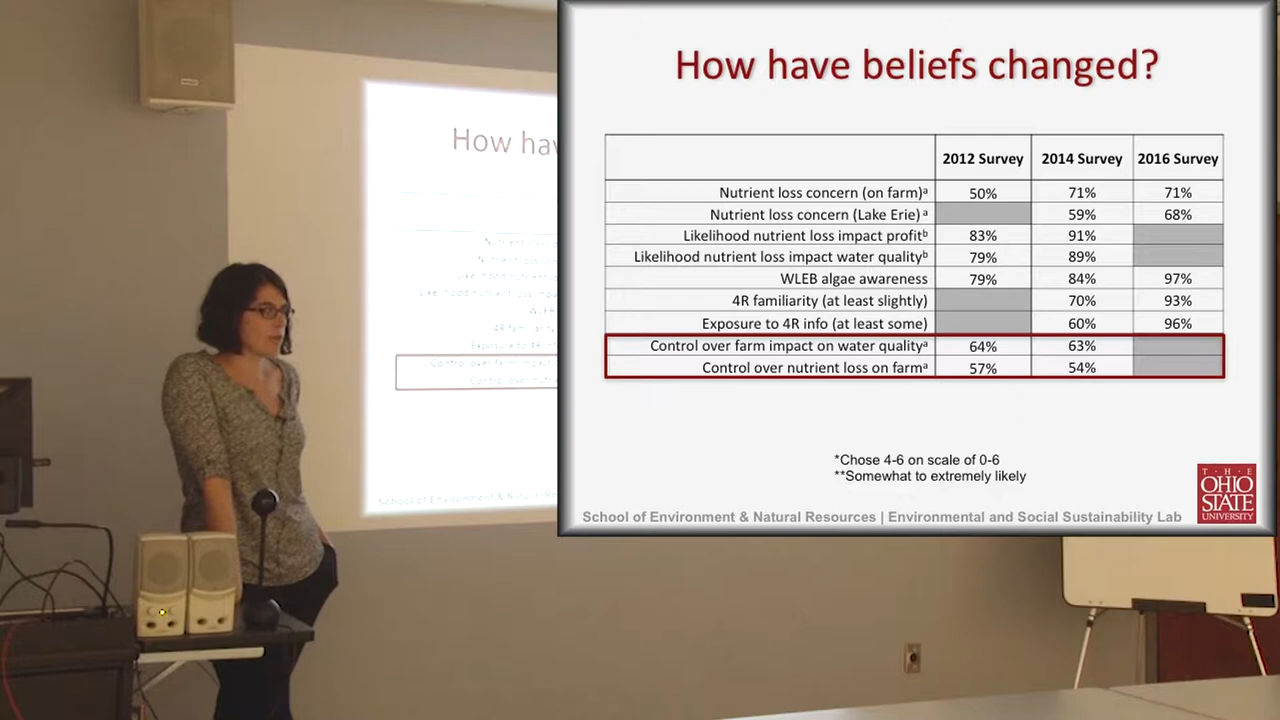 How have beliefs changed?
2012 Survey 2014 Survey 2016 Survey
Nutrient loss concern (on farm)ᵃ 50% 71% 71%
Nutrient loss concern (Lake Erie) ᵃ 59% 68%
Likelihood nutrient loss impact profitᵇ 83% 91%
Likelihood nutrient loss impact water qualityᵇ 79% 89%
WLEB algae awareness 79% 84% 97%
4R familiarity (at least slightly) 70% 93%
Exposure to 4R info (at least some) 60% 96%
Control over farm impact on water qualityᵃ 64% 63%
Control over nutrient loss on farmᵃ 57% 54%
*Chose 4-6 on scale of 0-6
**Somewhat to extremely likely
School of Environment & Natural Resources | Environmental and Social Sustainability Lab
T · H · E
OHIO
STATE
UNIVERSITY
How hav
School of Environment & Natural Re